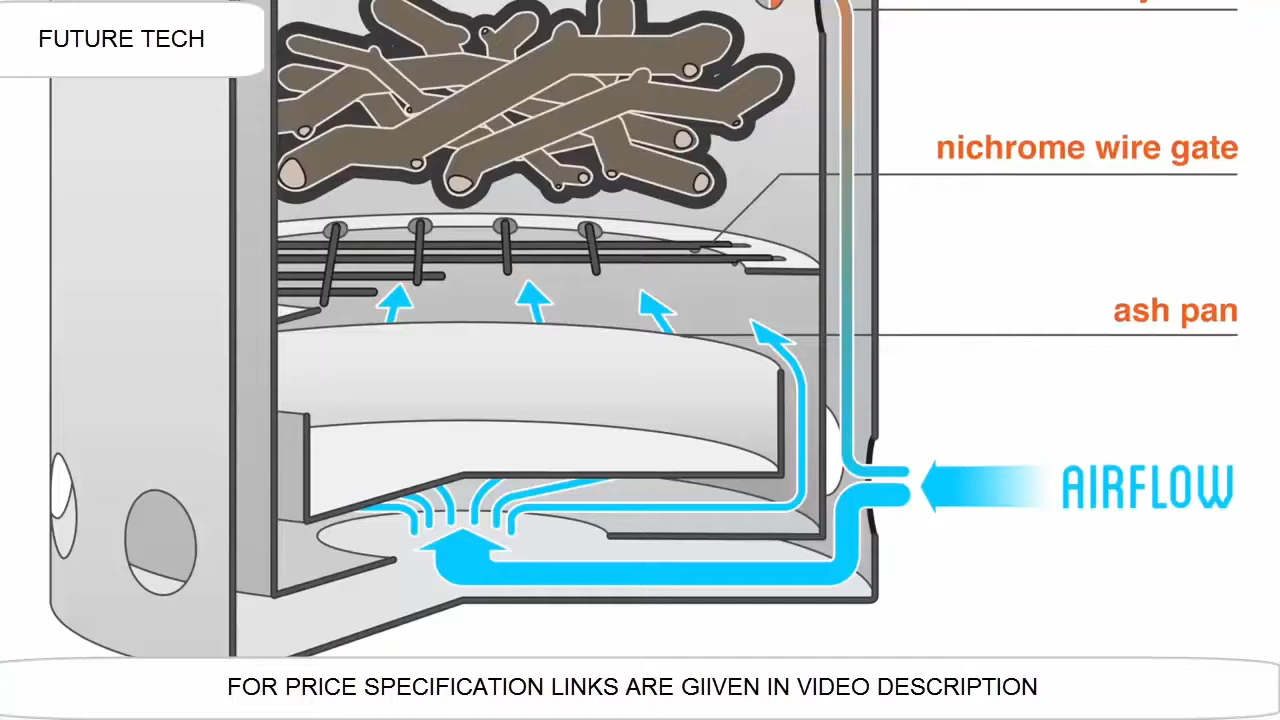 FUTURE TECH
nichrome wire gate
ash pan
AIRFLOW
FOR PRICE SPECIFICATION LINKS ARE GIIVEN IN VIDEO DESCRIPTION